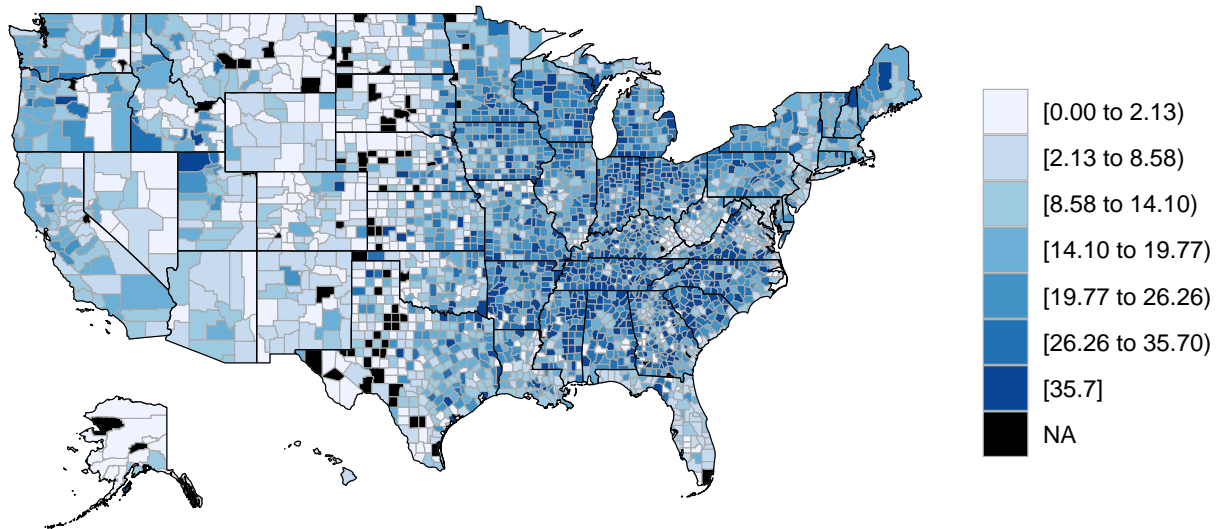 [0.00 to 2.13)
[2.13 to 8.58)
[8.58 to 14.10)
[14.10 to 19.77)
[19.77 to 26.26)
[26.26 to 35.70)
[35.7]
NA